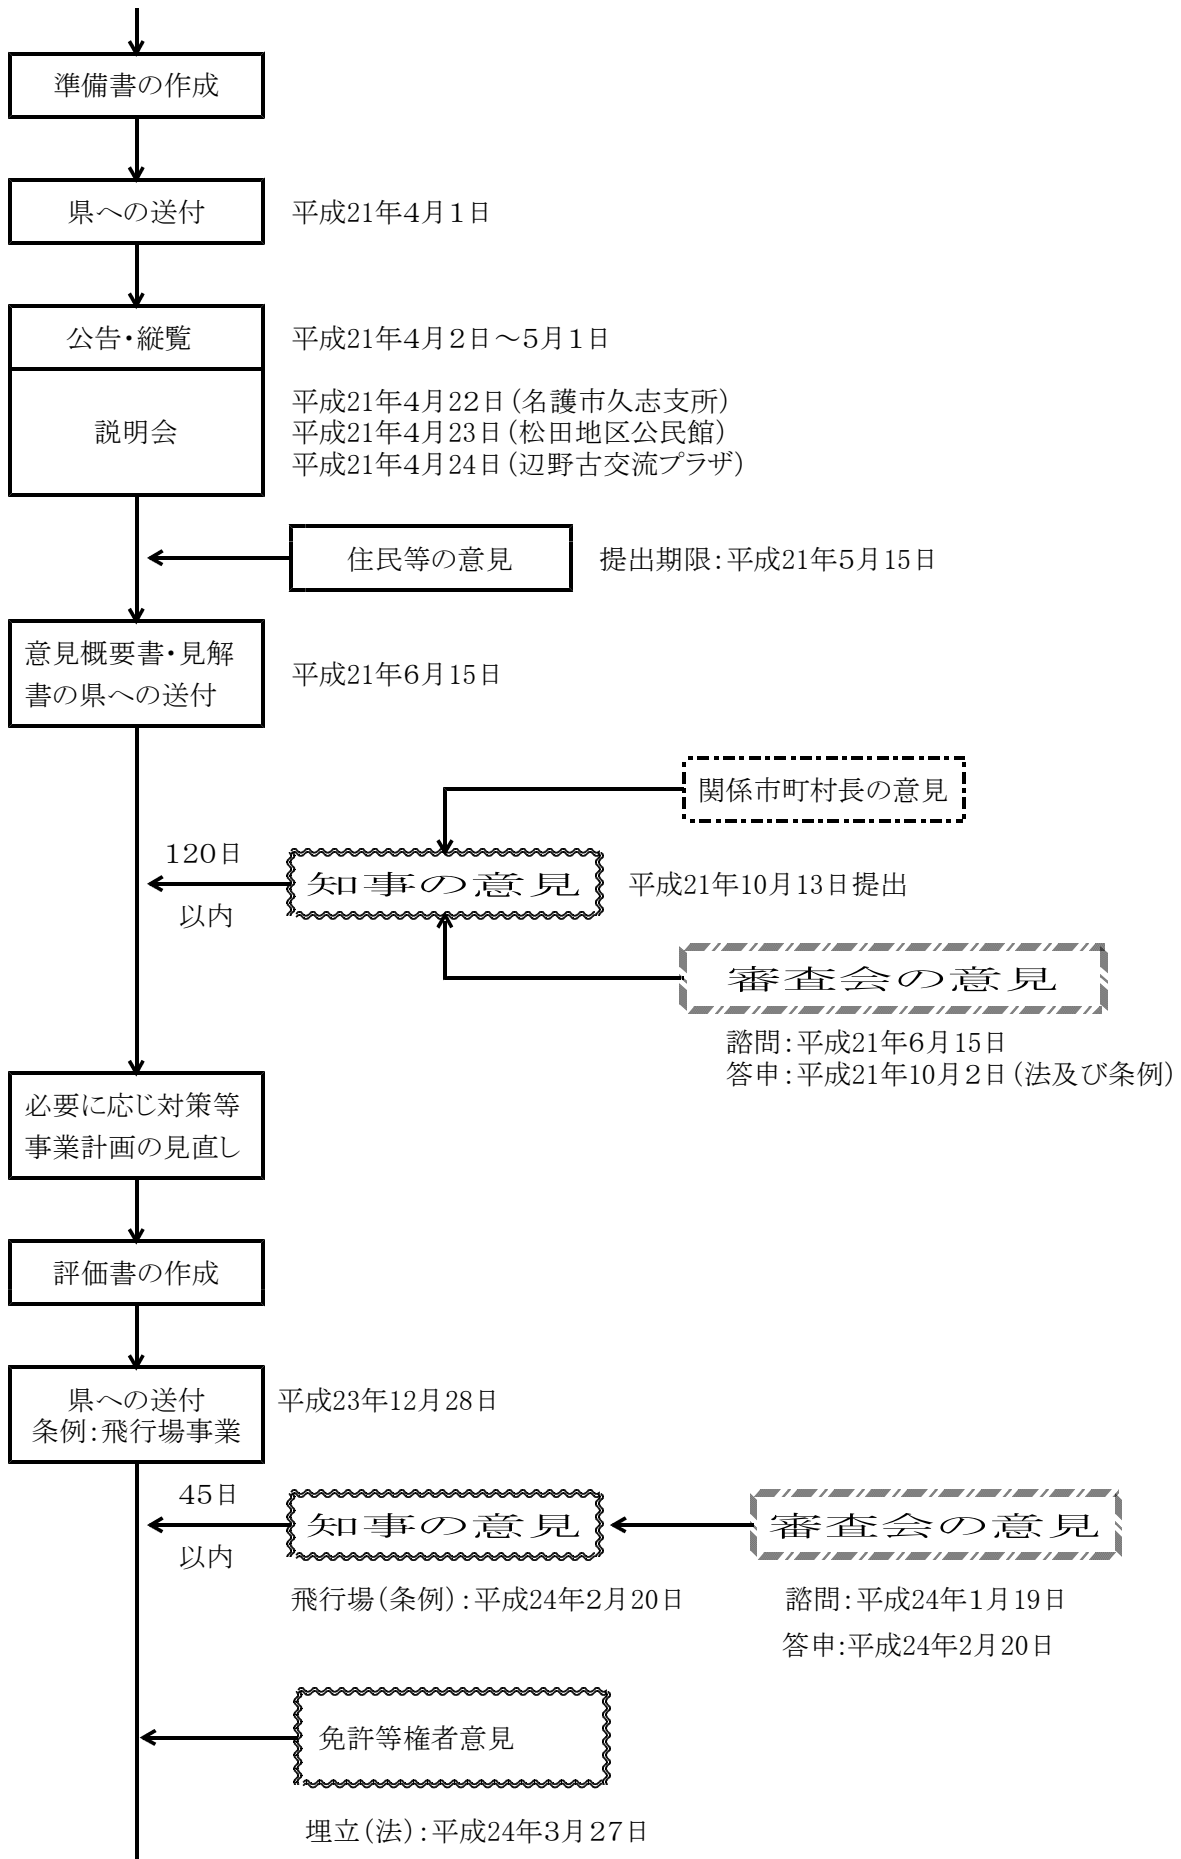 準備書の作成
県への送付
平成21年4月1日
公告・縦覧
平成21年4月2日～5月1日
説明会
平成21年4月22日（名護市久志支所）
平成21年4月23日（松田地区公民館）
平成21年4月24日（辺野古交流プラザ）
住民等の意見
提出期限：平成21年5月15日
意見概要書・見解
書の県への送付
平成21年6月15日
関係市町村長の意見
120日
以内
知事の意見
平成21年10月13日提出
審査会の意見
諮問：平成21年6月15日
答申：平成21年10月2日（法及び条例）
必要に応じ対策等
事業計画の見直し
評価書の作成
県への送付
条例：飛行場事業
平成23年12月28日
45日
以内
知事の意見
審査会の意見
飛行場（条例）：平成24年2月20日
諮問：平成24年1月19日
答申：平成24年2月20日
免許等権者意見
埋立（法）：平成24年3月27日